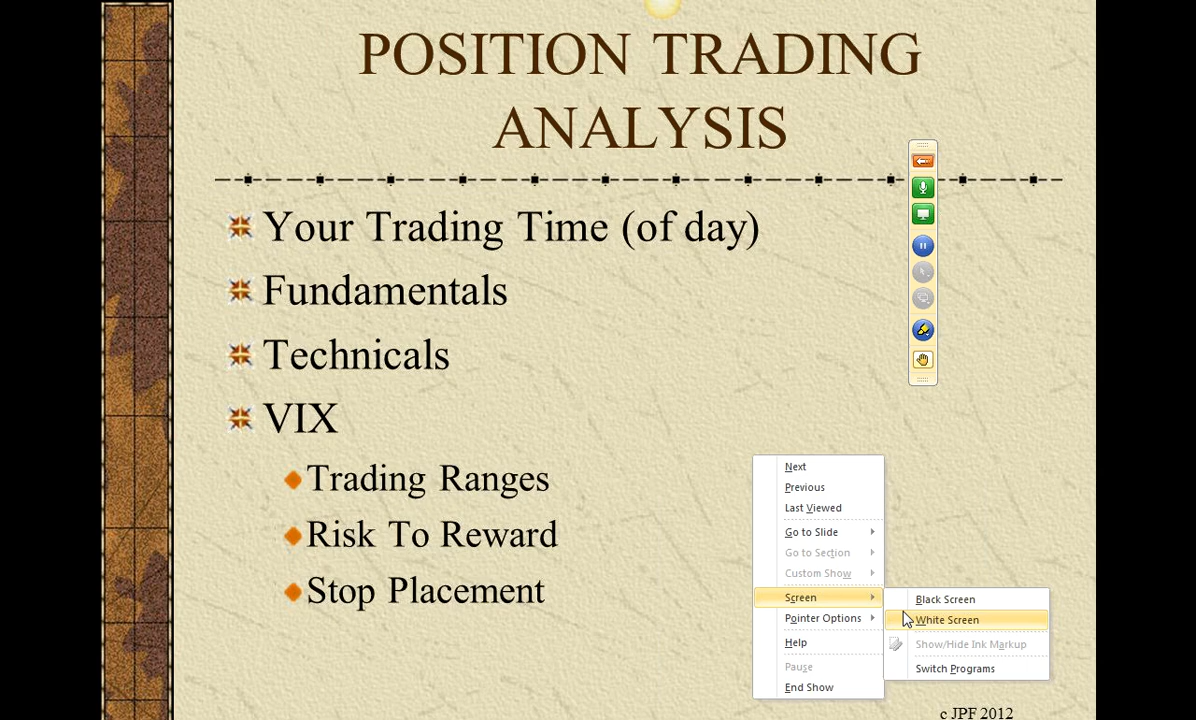 POSITION TRADING
ANALYSIS
Your Trading Time (of day)
Fundamentals
Technicals
VIX
Trading Ranges
Risk To Reward
Stop Placement
Next
Previous
Last Viewed
Go to Slide
Go to Section
Custom Show
Screen
Pointer Options
Help
Pause
End Show
Black Screen
White Screen
Show/Hide Ink Markup
Switch Programs
c JPF 2012